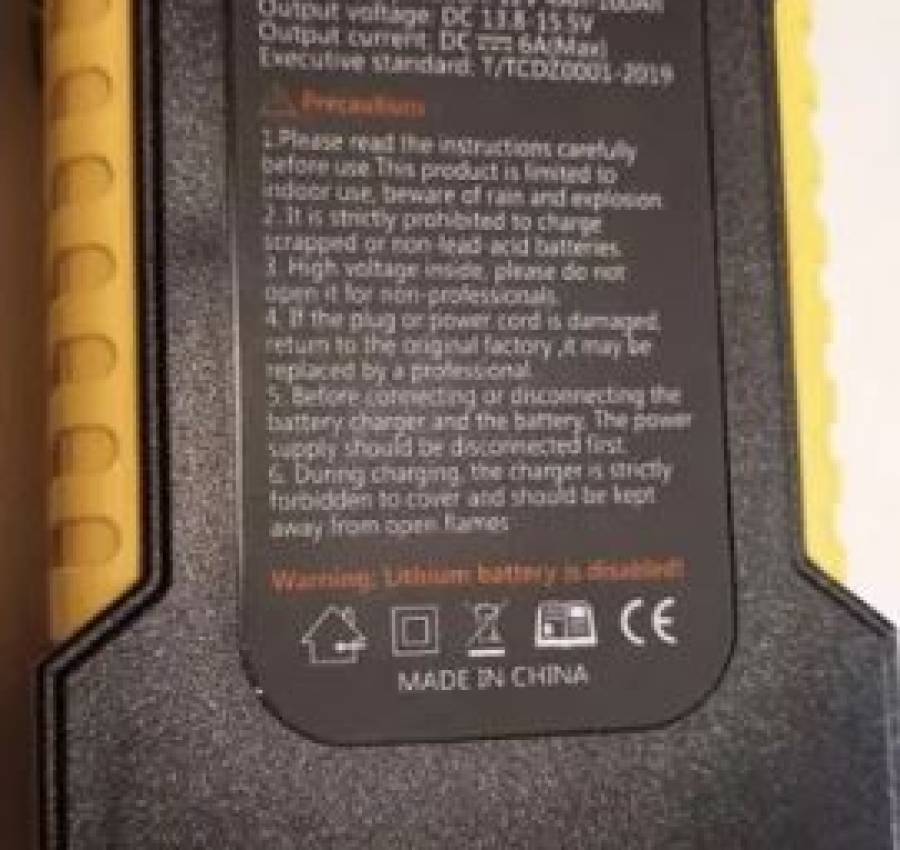 Output voltage: DC 13.8-15.5V
Output current: DC 6A(Max)
Executive standard: T/TCDZ0001-2019
Precautions
1.Please read the instructions carefully
before use This product is limited to
indoor use, beware of rain and explosion
2. It is strictly prohibited to charge
scrapped or non-lead-acid batteries.
3. High voltage inside, please do not
open it for non-professionals.
4. If the plug or power cord is damaged,
return to the original factory ,it may be
replaced by a professional
5. Before connecting or disconnecting the
battery charger and the battery. The power
supply should be disconnected first.
6. During charging, the charger is strictly
forbidden to cover and should be kept
away from open flames
Warning: Lithium battery is disabled!
CE
MADE IN CHINA